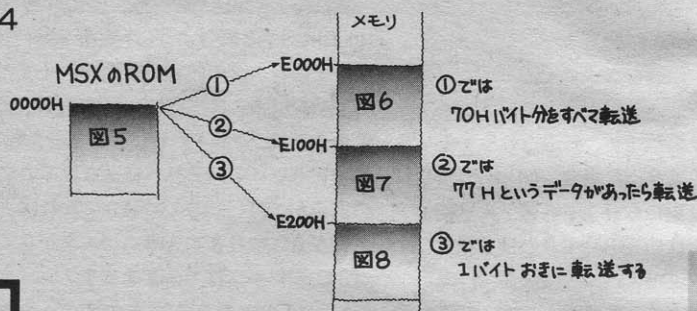 4
メモリ
MSXのROM
0000H
図5
①
②
③
E000H
図6
E100H
図7
E200H
図8
①では
70Hバイト分をすべて転送
②では
77Hというデータがあったら転送
③では
1バイトおきに転送する